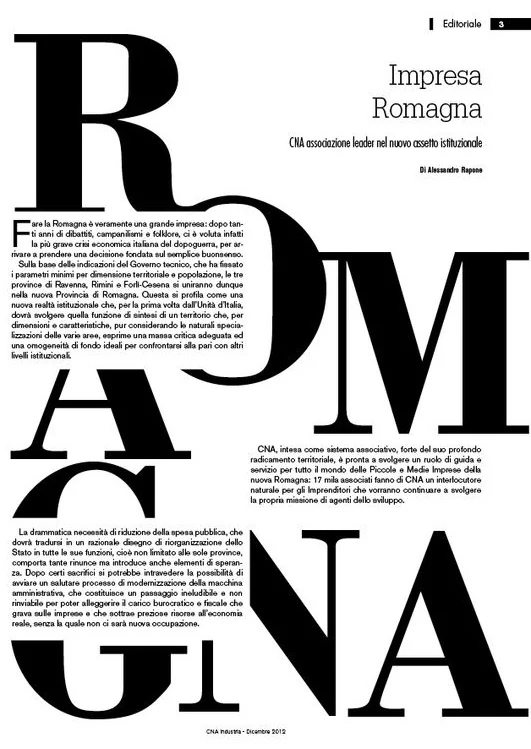 Editoriale 3
Impresa
Romagna
CNA associazione leader nel nuovo assetto istituzionale
Di Alessandro Rapone
R
O
M
A
G
N
A
Fare la Romagna è veramente una grande impresa: dopo tan-
ti anni di dibattiti, campanilismi e folklore, ci è voluta infatti
la più grave crisi economica italiana del dopoguerra, per ar-
rivare a prendere una decisione fondata sul semplice buonsenso.
Sulla base delle indicazioni del Governo tecnico, che ha fissato
i parametri minimi per dimensione territoriale e popolazione, le tre
province di Ravenna, Rimini e Forlì-Cesena si uniranno dunque
nella nuova Provincia di Romagna. Questa si profila come una
nuova realtà istituzionale che, per la prima volta dall'Unità d'Italia,
dovrà svolgere quella funzione di sintesi di un territorio che, per
dimensioni e caratteristiche, pur considerando le naturali specia-
lizzazioni delle varie aree, esprime una massa critica adeguata ed
una omogeneità di fondo ideali per confrontarsi alla pari con altri
livelli istituzionali.
CNA, intesa come sistema associativo, forte del suo profondo
radicamento territoriale, è pronta a svolgere un ruolo di guida e
servizio per tutto il mondo delle Piccole e Medie Imprese della
nuova Romagna: 17 mila associati fanno di CNA un interlocutore
naturale per gli Imprenditori che vorranno continuare a svolgere
la propria missione di agenti dello sviluppo.
La drammatica necessità di riduzione della spesa pubblica, che
dovrà tradursi in un razionale disegno di riorganizzazione dello
Stato in tutte le sue funzioni, cioè non limitato alle sole province,
comporta tante rinunce ma introduce anche elementi di speran-
za. Dopo certi sacrifici si potrebbe intravedere la possibilità di
avviare un salutare processo di modernizzazione della macchina
amministrativa, che costituisce un passaggio ineludibile e non
rinviabile per poter alleggerire il carico burocratico e fiscale che
grava sulle imprese e che sottrae preziose risorse all'economia
reale, senza la quale non ci sarà nuova occupazione.
CNA Industria - Dicembre 2012